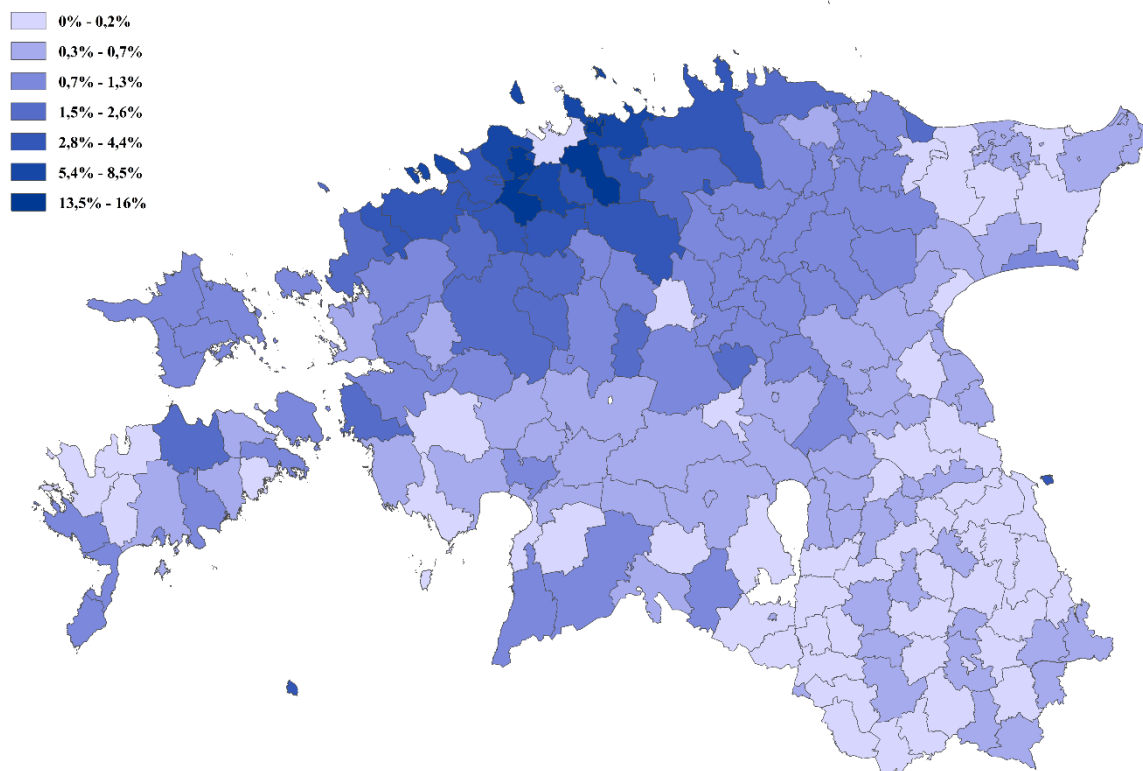 0% - 0,2%
0,3% - 0,7%
0,7% - 1,3%
1,5% - 2,6%
2,8% - 4,4%
5,4% - 8,5%
13,5% - 16%